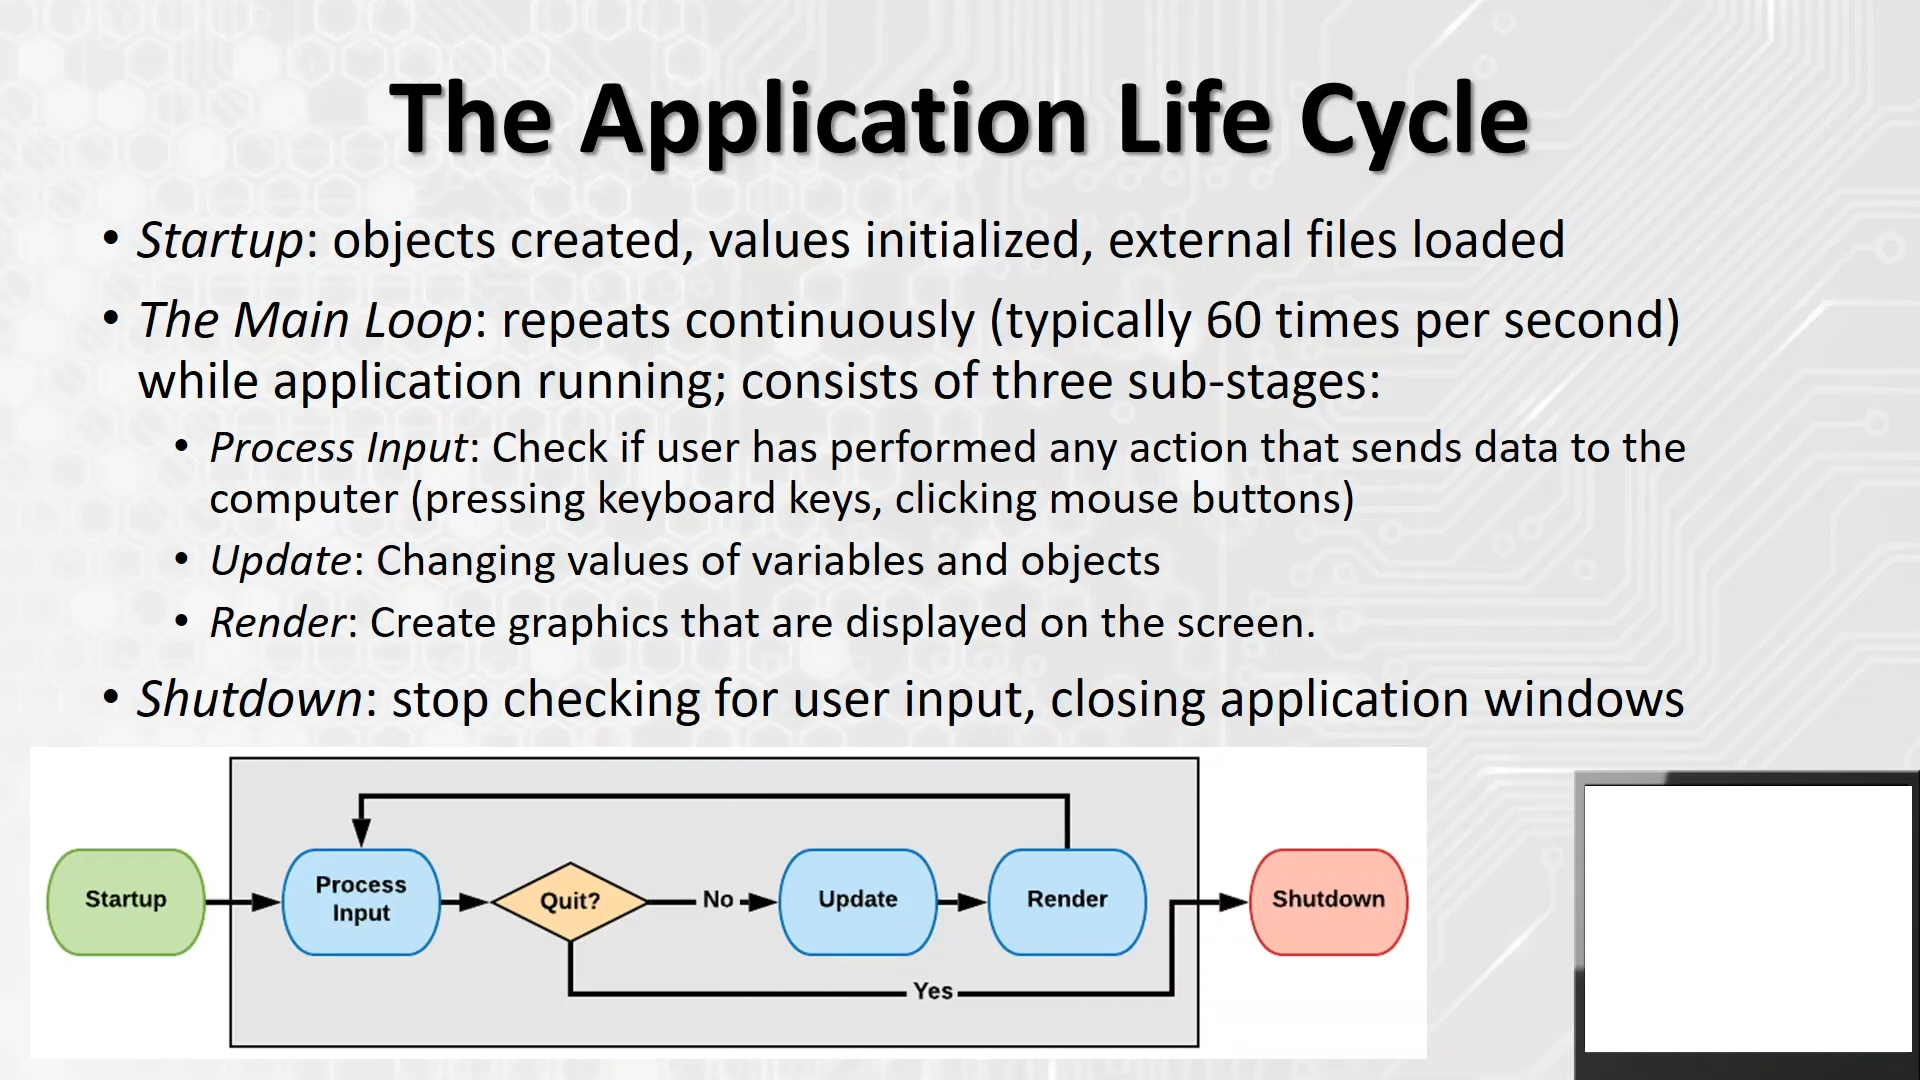 The Application Life Cycle
• Startup: objects created, values initialized, external files loaded
• The Main Loop: repeats continuously (typically 60 times per second)
while application running; consists of three sub-stages:
• Process Input: Check if user has performed any action that sends data to the
computer (pressing keyboard keys, clicking mouse buttons)
• Update: Changing values of variables and objects
• Render: Create graphics that are displayed on the screen.
• Shutdown: stop checking for user input, closing application windows
Startup
Process
Input
Quit?
No
Update
Render
Shutdown
Yes